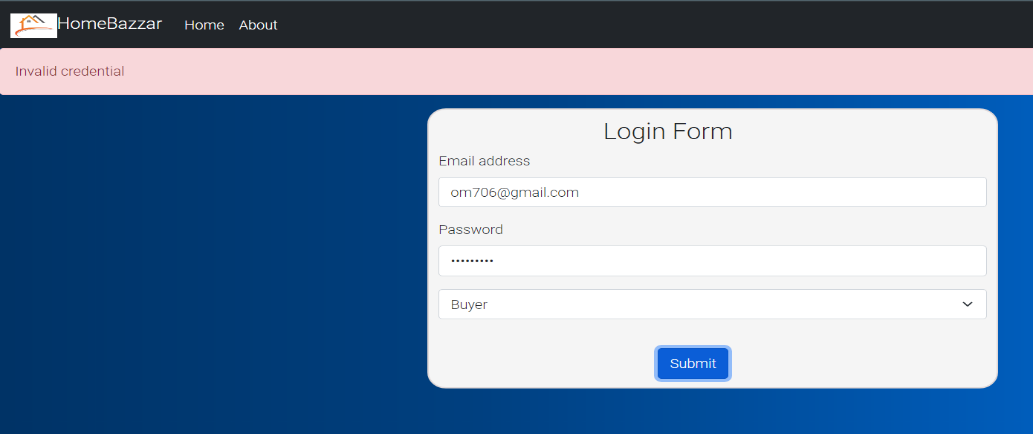 HomeBazzar Home About
Invalid credential
Login Form
Email address
om706@gmail.com
Password
•••••••••
Buyer
Submit